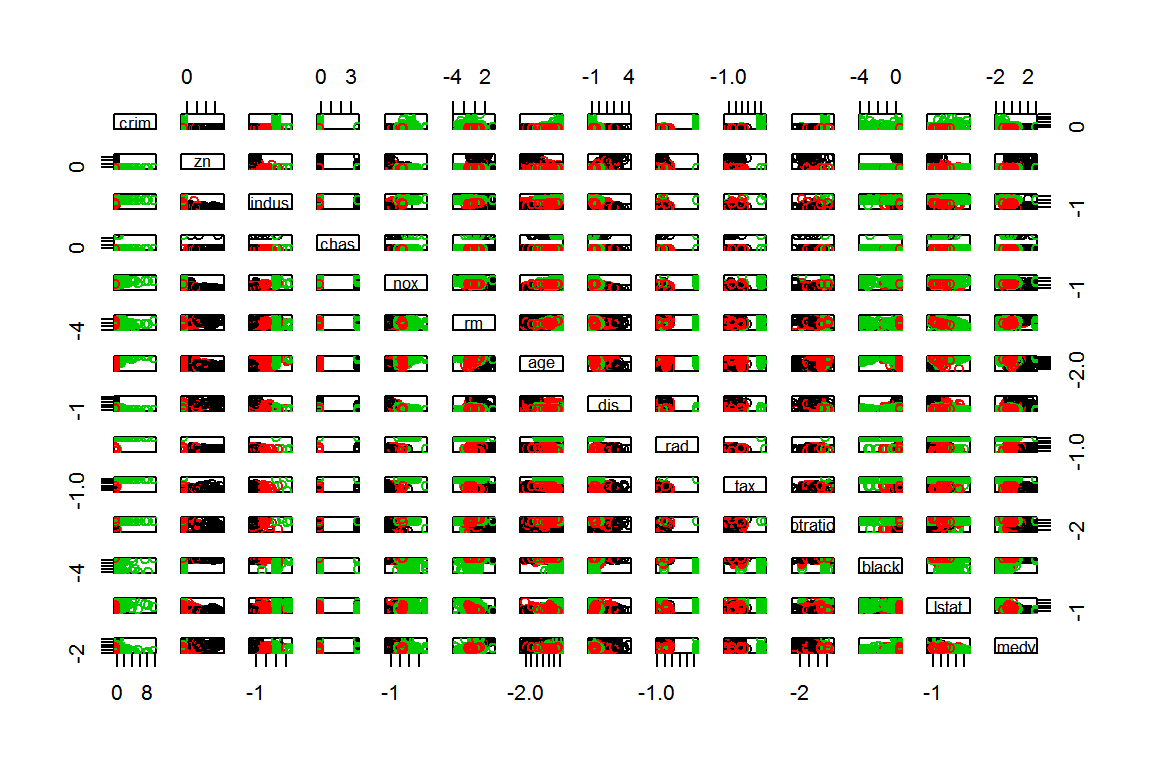 0 0 3 -4 2 -1 4 -1.0 -4 0 -2 2
crim 0
0 zn
indus -1
0 chas
nox -1
-4 rm
age -2.0
-1 dis
rad -1.0
-1.0 tax
ptratio -2
-4 black
lstat -1
-2 medv
0 8 -1 -1 -2.0 -1.0 -2 -1